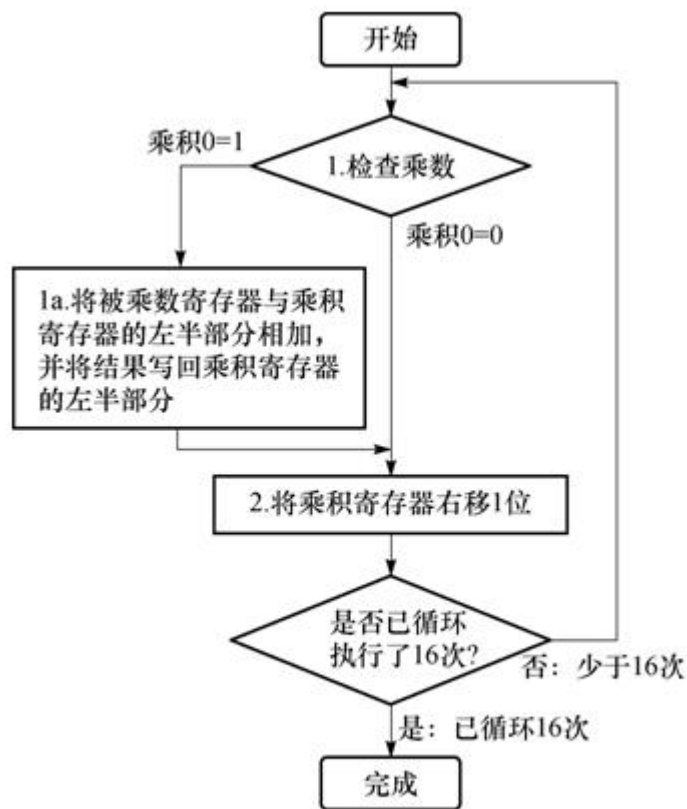 开始
乘积0=1
1.检查乘数
乘积0=0
1a.将被乘数寄存器与乘积
寄存器的左半部分相加，
并将结果写回乘积寄存器
的左半部分
2.将乘积寄存器右移1位
是否已循环
执行了16次?
否：少于16次
是：已循环16次
完成